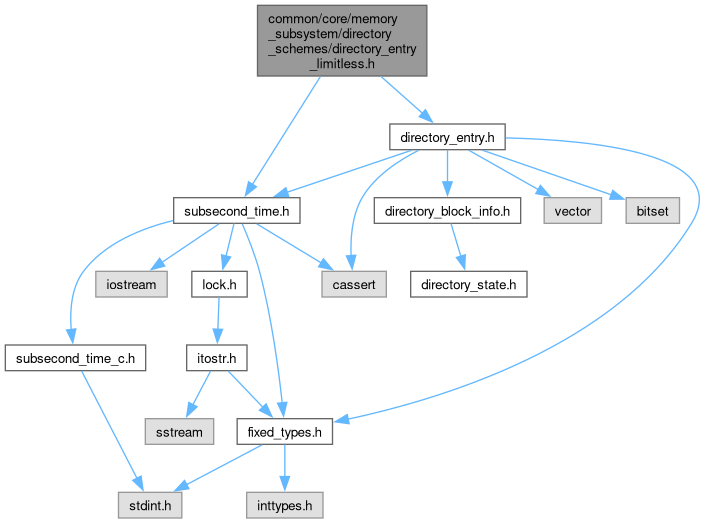 common/core/memory
_subsystem/directory
_schemes/directory_entry
_limitless.h
directory_entry.h
subsecond_time.h
directory_block_info.h
vector
bitset
iostream
lock.h
cassert
directory_state.h
subsecond_time_c.h
itostr.h
sstream
fixed_types.h
stdint.h
inttypes.h